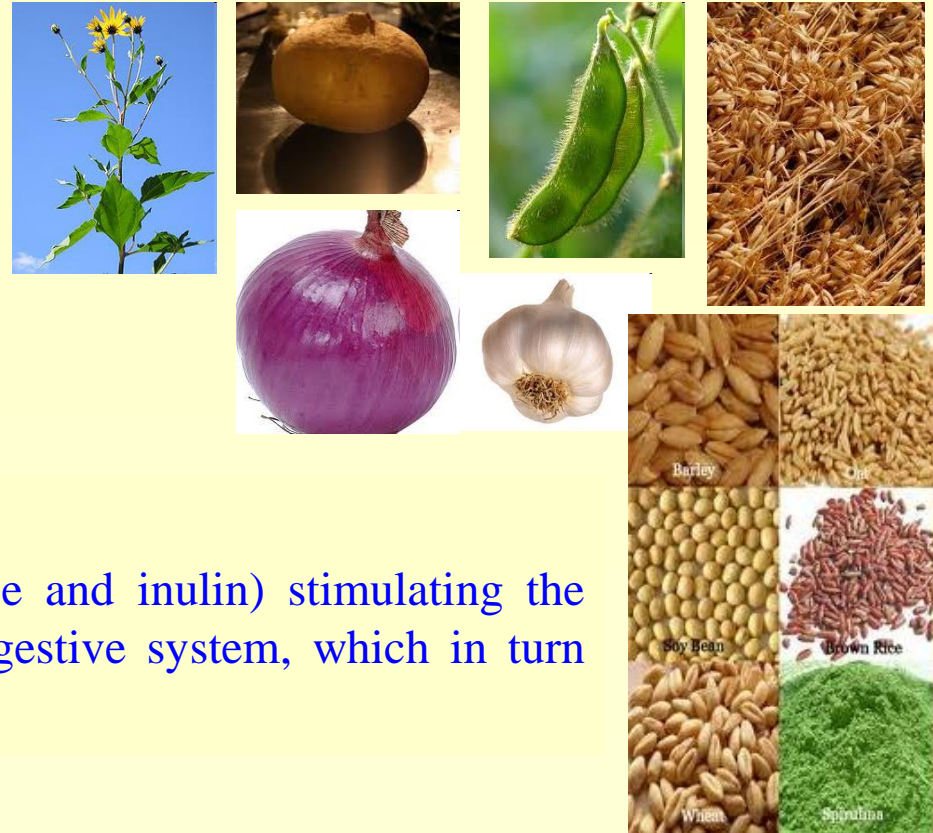 Barley Oat
e and inulin) stimulating the
gestive system, which in turn
Soy Bean Brown Rice
Wheat Spirulina